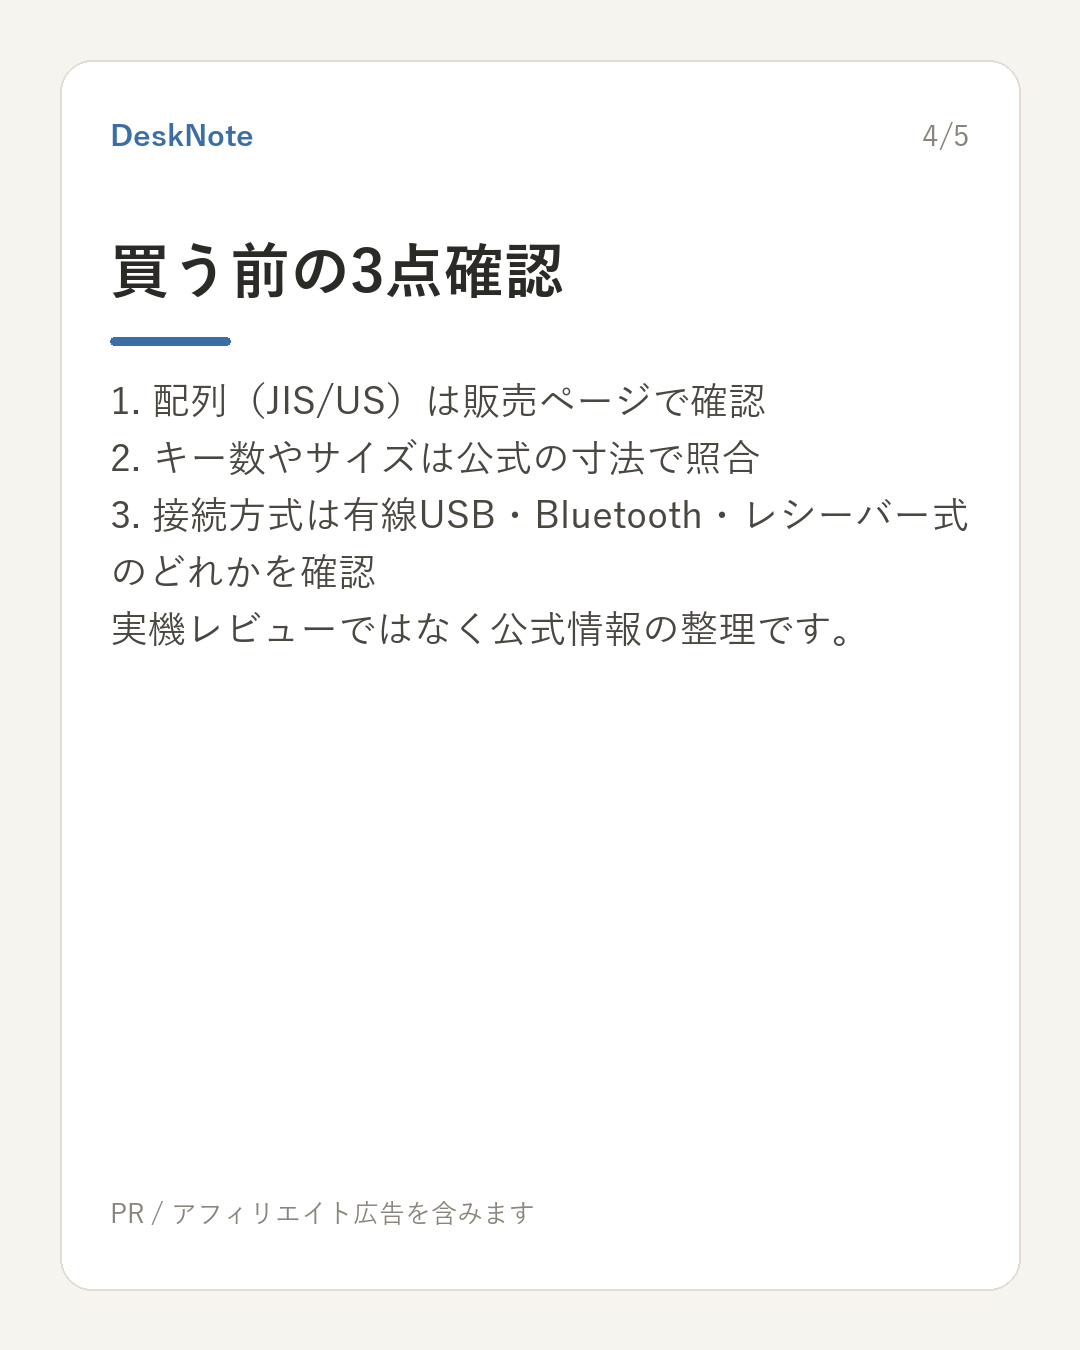 DeskNote
4/5
買う前の3点確認
1. 配列（JIS/US）は販売ページで確認
2. キー数やサイズは公式の寸法で照合
3. 接続方式は有線USB・Bluetooth・レシーバー式
のどれかを確認
実機レビューではなく公式情報の整理です。
PR / アフィリエイト広告を含みます